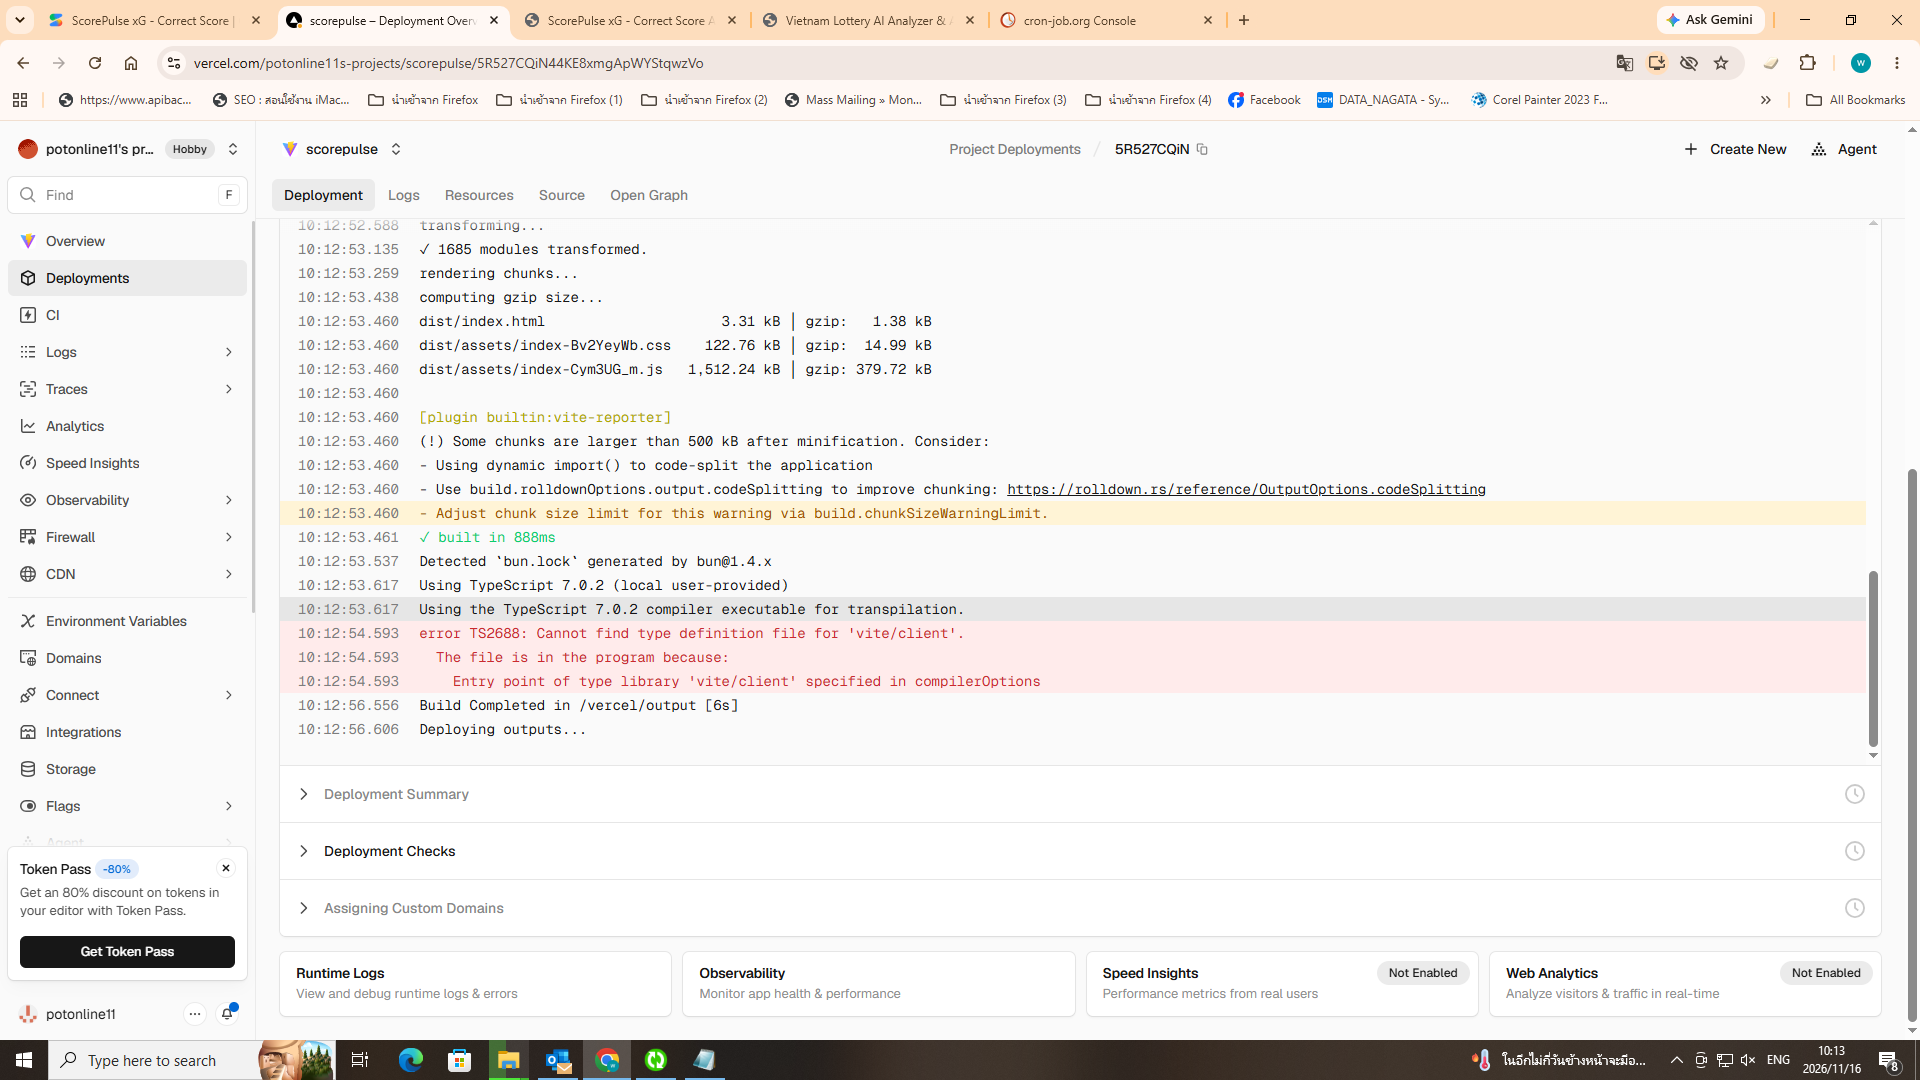 ScorePulse xG - Correct Score |
scorepulse – Deployment Over
ScorePulse xG - Correct Score A
Vietnam Lottery AI Analyzer & A
cron-job.org Console
Ask Gemini
vercel.com/potonline11s-projects/scorepulse/5R527CQiN44KE8xmgApWYStqwzVo
W
https://www.apibac...
SEO : สอนใช้งาน iMac...
นำเข้าจาก Firefox
นำเข้าจาก Firefox (1)
นำเข้าจาก Firefox (2)
Mass Mailing » Mon...
นำเข้าจาก Firefox (3)
นำเข้าจาก Firefox (4)
Facebook
DATA_NAGATA - Sy...
Corel Painter 2023 F...
All Bookmarks
potonline11's pr...
Hobby
scorepulse
Project Deployments / 5R527CQiN
Create New
Agent
Find
F
Deployment
Logs
Resources
Source
Open Graph
Overview
Deployments
CI
Logs
Traces
Analytics
Speed Insights
Observability
Firewall
CDN
Environment Variables
Domains
Connect
Integrations
Storage
Flags
Agent
Token Pass -80%
Get an 80% discount on tokens in
your editor with Token Pass.
Get Token Pass
potonline11
10:12:52.588 transforming...
10:12:53.135 ✓ 1685 modules transformed.
10:12:53.259 rendering chunks...
10:12:53.438 computing gzip size...
10:12:53.460 dist/index.html 3.31 kB │ gzip: 1.38 kB
10:12:53.460 dist/assets/index-Bv2YeyWb.css 122.76 kB │ gzip: 14.99 kB
10:12:53.460 dist/assets/index-Cym3UG_m.js 1,512.24 kB │ gzip: 379.72 kB
10:12:53.460
10:12:53.460 [plugin builtin:vite-reporter]
10:12:53.460 (!) Some chunks are larger than 500 kB after minification. Consider:
10:12:53.460 - Using dynamic import() to code-split the application
10:12:53.460 - Use build.rolldownOptions.output.codeSplitting to improve chunking: https://rolldown.rs/reference/OutputOptions.codeSplitting
10:12:53.460 - Adjust chunk size limit for this warning via build.chunkSizeWarningLimit.
10:12:53.461 ✓ built in 888ms
10:12:53.537 Detected `bun.lock` generated by bun@1.4.x
10:12:53.617 Using TypeScript 7.0.2 (local user-provided)
10:12:53.617 Using the TypeScript 7.0.2 compiler executable for transpilation.
10:12:54.593 error TS2688: Cannot find type definition file for 'vite/client'.
10:12:54.593 The file is in the program because:
10:12:54.593 Entry point of type library 'vite/client' specified in compilerOptions
10:12:56.556 Build Completed in /vercel/output [6s]
10:12:56.606 Deploying outputs...
Deployment Summary
Deployment Checks
Assigning Custom Domains
Runtime Logs
View and debug runtime logs & errors
Observability
Monitor app health & performance
Speed Insights
Not Enabled
Performance metrics from real users
Web Analytics
Not Enabled
Analyze visitors & traffic in real-time
Type here to search
ในอีกไม่กี่วันข้างหน้าจะมีอ...
ENG
10:13
2026/11/16
8